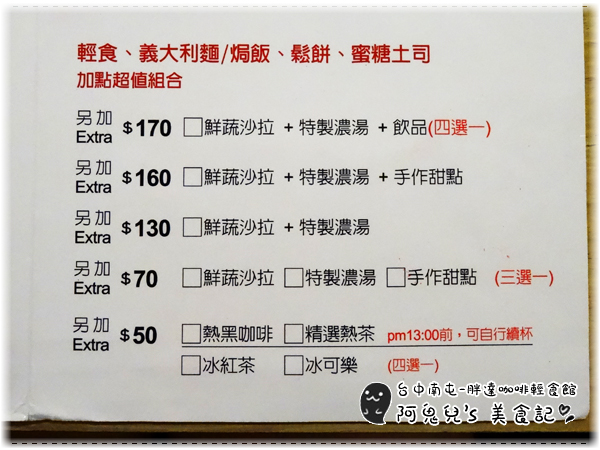 輕食、義大利麵/焗飯、鬆餅、蜜糖土司
加點超值組合
另加 Extra $170 □鮮蔬沙拉 + 特製濃湯 + 飲品(四選一)
另加 Extra $160 □鮮蔬沙拉 + 特製濃湯 + 手作甜點
另加 Extra $130 □鮮蔬沙拉 + 特製濃湯
另加 Extra $70 □鮮蔬沙拉 □特製濃湯 □手作甜點 (三選一)
另加 Extra $50 □熱黑咖啡 □精選熱茶 pm13:00前，可自行續杯
□冰紅茶 □冰可樂 (四選一)
台中南屯-胖達咖啡輕食館
阿鬼兒's 美食記